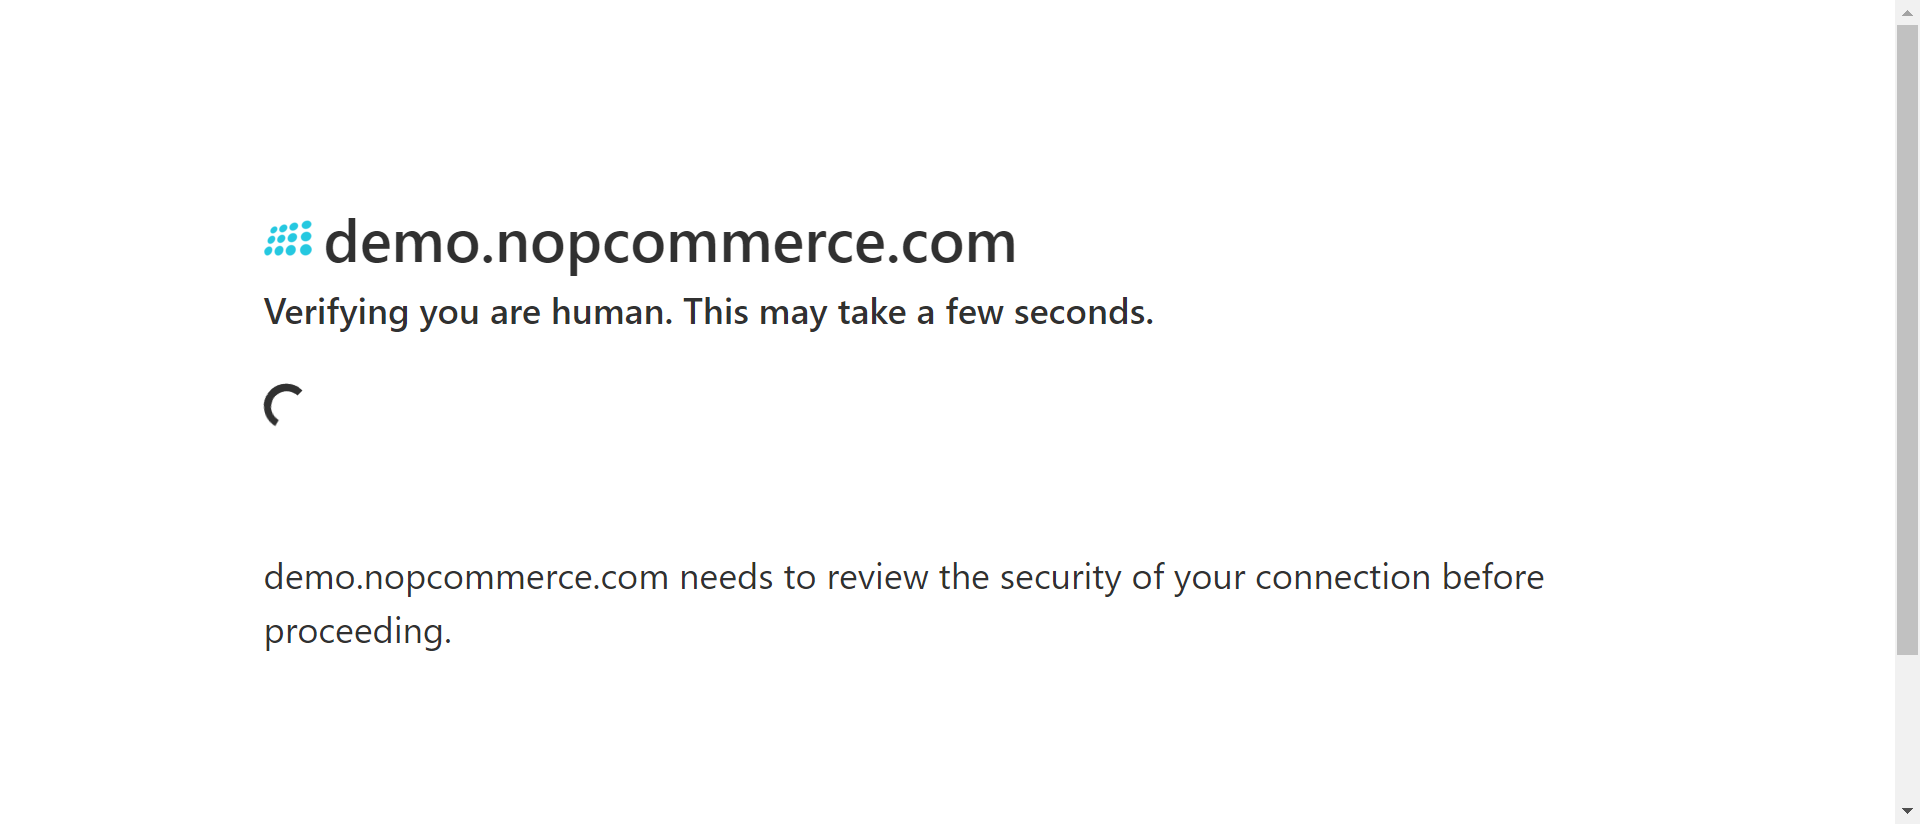 demo.nopcommerce.com
Verifying you are human. This may take a few seconds.
demo.nopcommerce.com needs to review the security of your connection before
proceeding.